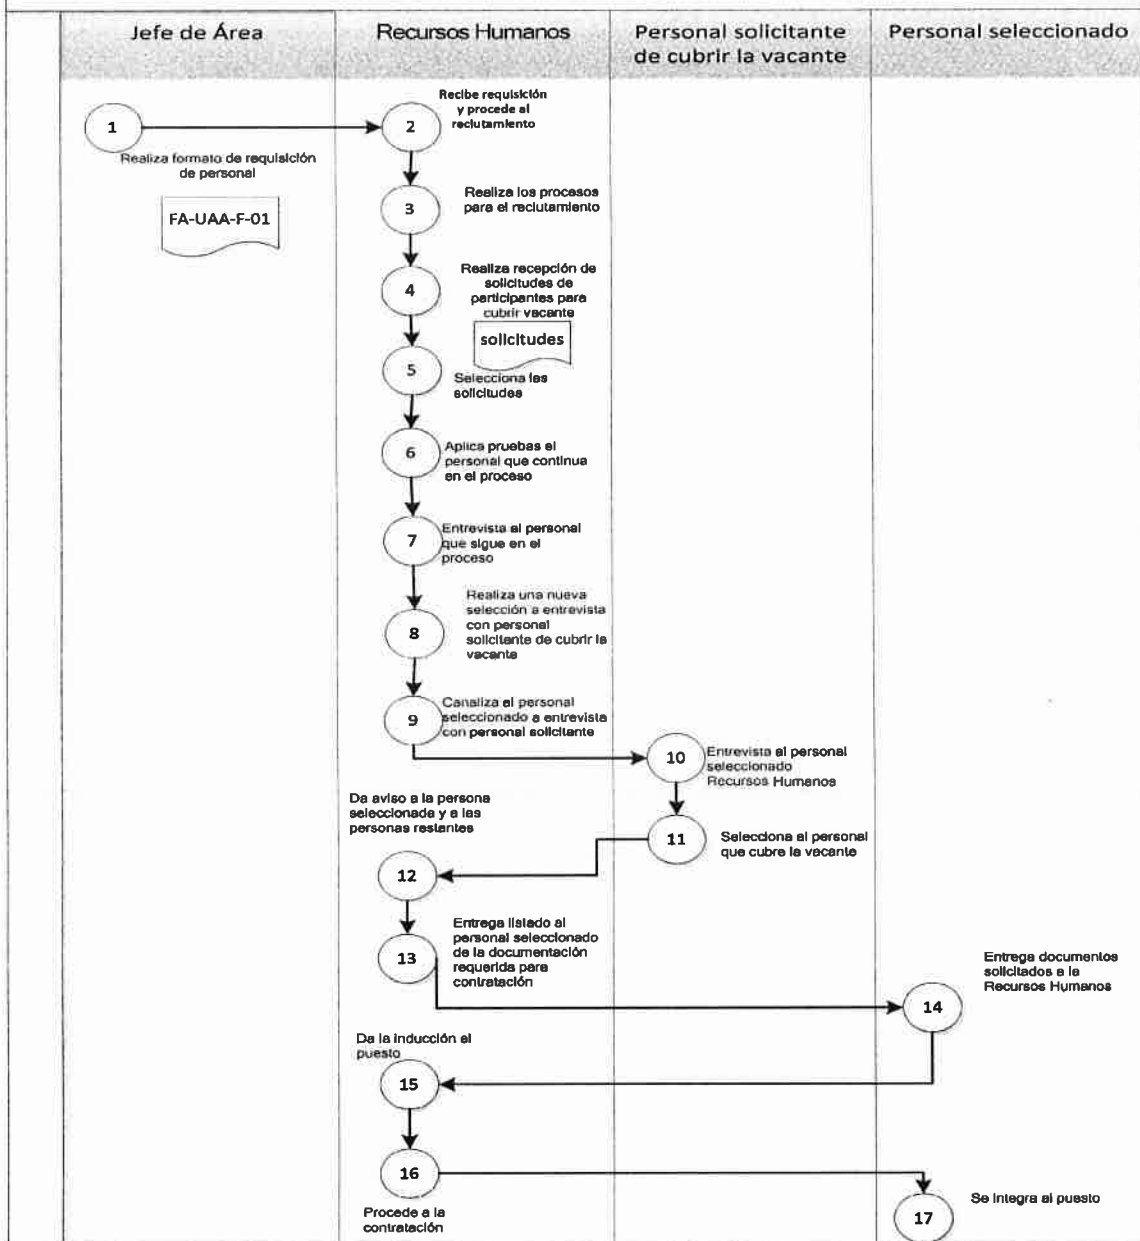 Jefe de Área
Recursos Humanos
Personal solicitante
de cubrir la vacante
Personal seleccionado
1
Realiza formato de requisición
de personal
FA-UAA-F-01
2
Recibe requisición
y procede al
reclutamiento
3
Realiza los procesos
para el reclutamiento
4
Realiza recepción de
solicitudes de
participantes para
cubrir vacante
solicitudes
5
Selecciona las
solicitudes
6
Aplica pruebas al
personal que continua
en el proceso
7
Entrevista al personal
que sigue en el
proceso
8
Realiza una nueva
selección a entrevista
con personal
solicitante de cubrir la
vacante
9
Canaliza al personal
seleccionado a entrevista
con personal solicitante
10
Entrevista al personal
seleccionado
Recursos Humanos
11
Selecciona al personal
que cubre la vacante
Da aviso a la persona
seleccionada y a las
personas restantes
12
13
Entrega listado al
personal seleccionado
de la documentación
requerida para
contratación
Entrega documentos
solicitados a la
Recursos Humanos
14
Da la inducción al
puesto
15
16
Procede a la
contratación
17
Se integra al puesto